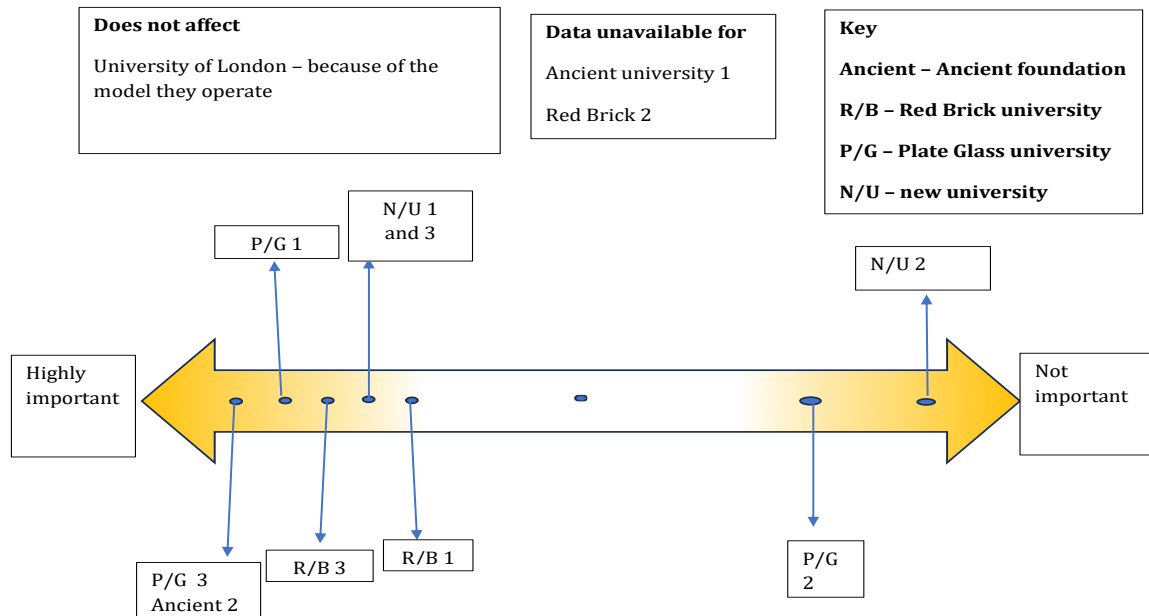 Does not affect
University of London – because of the
model they operate
Data unavailable for
Ancient university 1
Red Brick 2
Key
Ancient – Ancient foundation
R/B – Red Brick university
P/G – Plate Glass university
N/U – new university
P/G 1
N/U 1
and 3
N/U 2
Highly
important
Not
important
P/G 3
Ancient 2
R/B 3
R/B 1
P/G
2